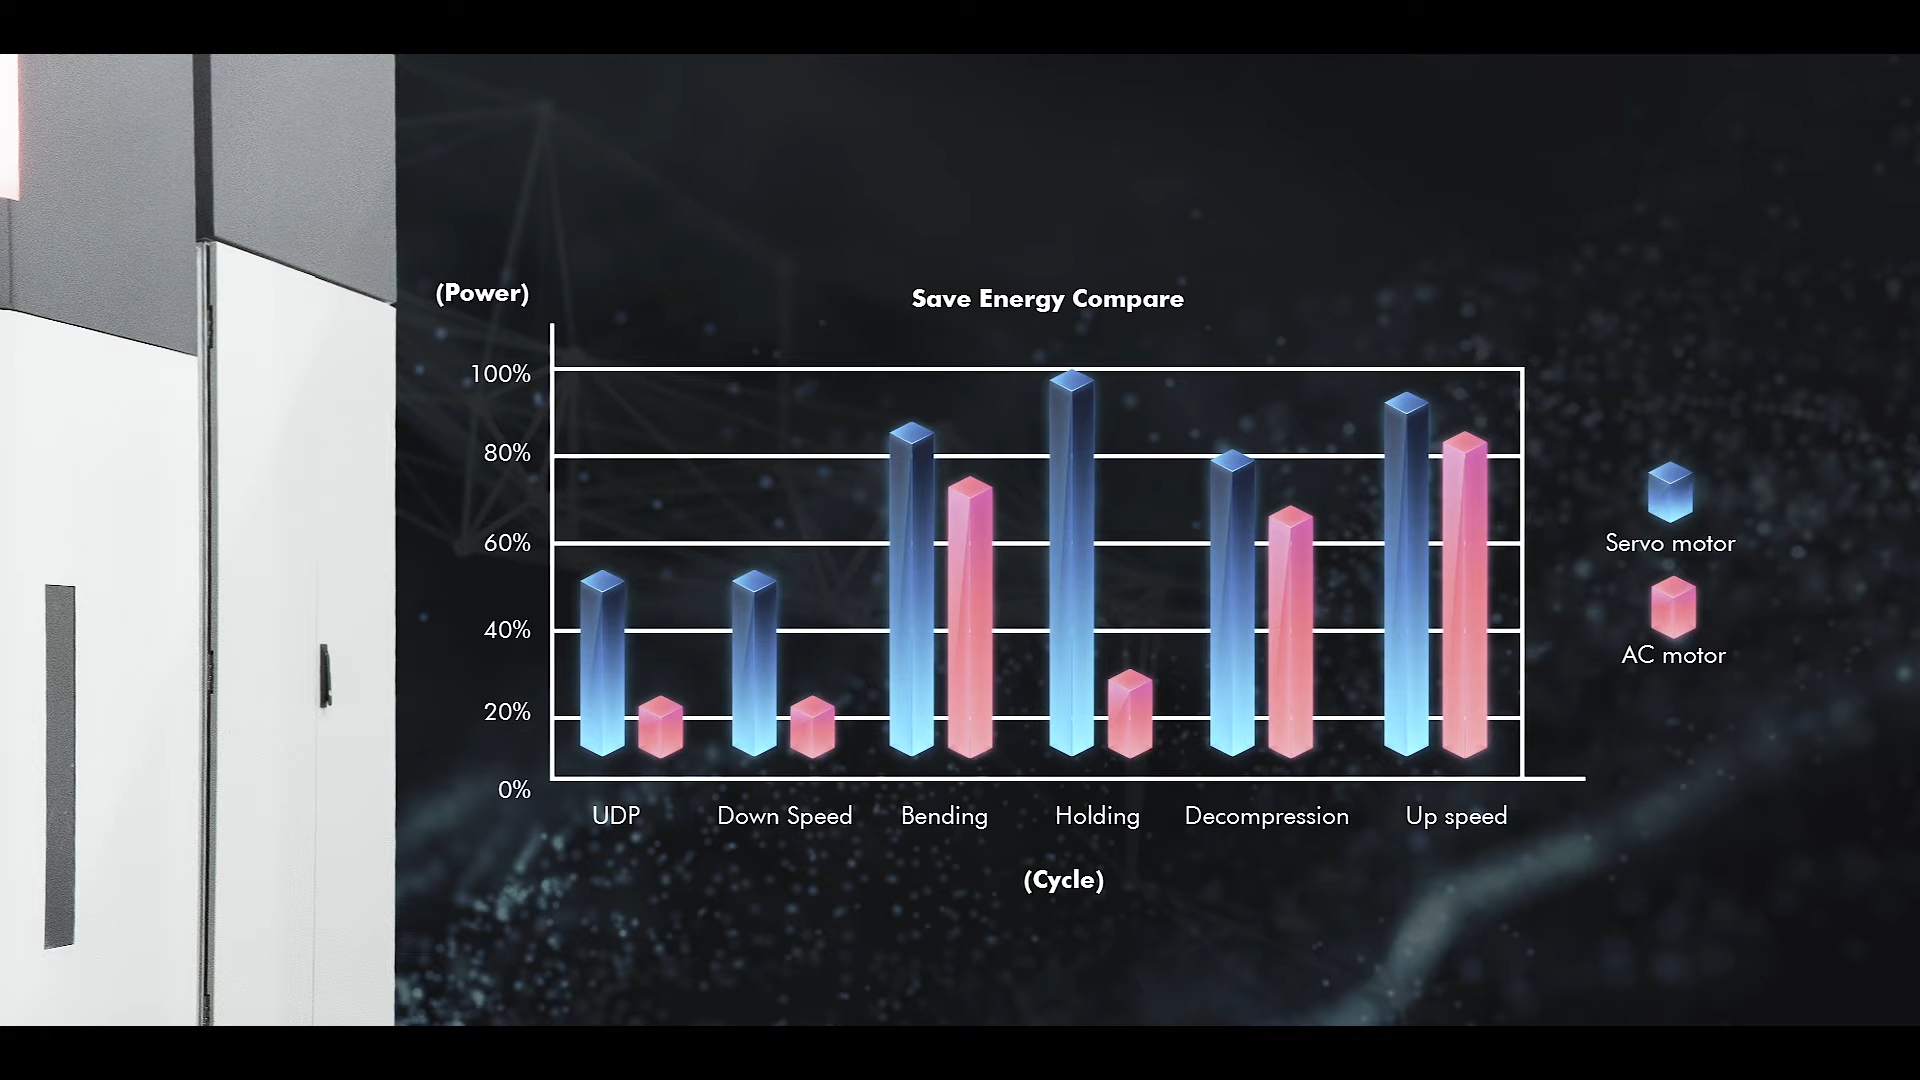 (Power)
Save Energy Compare
100%
80%
60%
40%
20%
0%
UDP
Down Speed
Bending
Holding
Decompression
Up speed
(Cycle)
Servo motor
AC motor